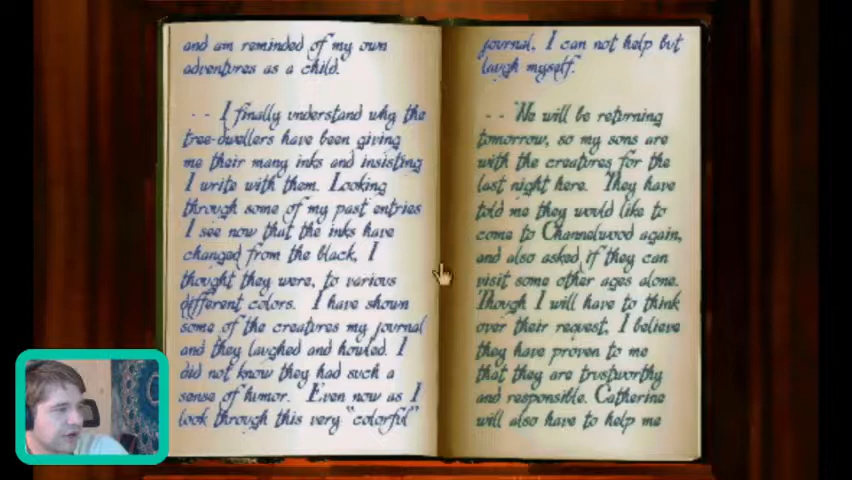 and am reminded of my own
adventures as a child.
-- I finally understand why the
tree-dwellers have been giving
me their many inks and insisting
I write with them. Looking
through some of my past entries
I see now that the inks have
changed from the black, I
thought they were, to various
different colors. I have shown
some of the creatures my journal
and they laughed and howled. I
did not know they had such a
sense of humor. Even now as I
look through this very "colorful"
journal, I can not help but
laugh myself.
-- We will be returning
tomorrow, so my sons are
with the creatures for the
last night here. They have
told me they would like to
come to Channelwood again,
and also asked if they can
visit some other ages alone.
Though I will have to think
over their request, I believe
they have proven to me
that they are trustworthy
and responsible. Catherine
will also have to help me